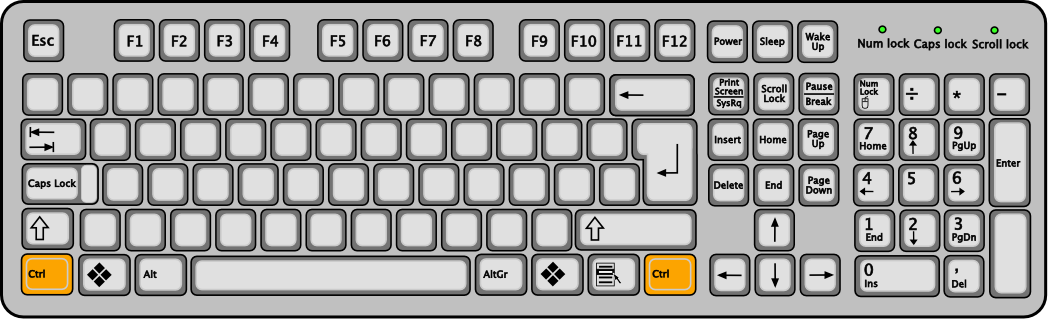 Esc F1 F2 F3 F4 F5 F6 F7 F8 F9 F10 F11 F12 Power Sleep Wake Up
Num lock Caps lock Scroll lock
Print Screen SysRq Scroll Lock Pause Break Num Lock ÷ * −
Insert Home Page Up 7 Home 8 9 PgUp Enter
Caps Lock Delete End Page Down 4 5 6
1 End 2 3 PgDn
Ctrl Alt AltGr Ctrl 0 Ins , Del